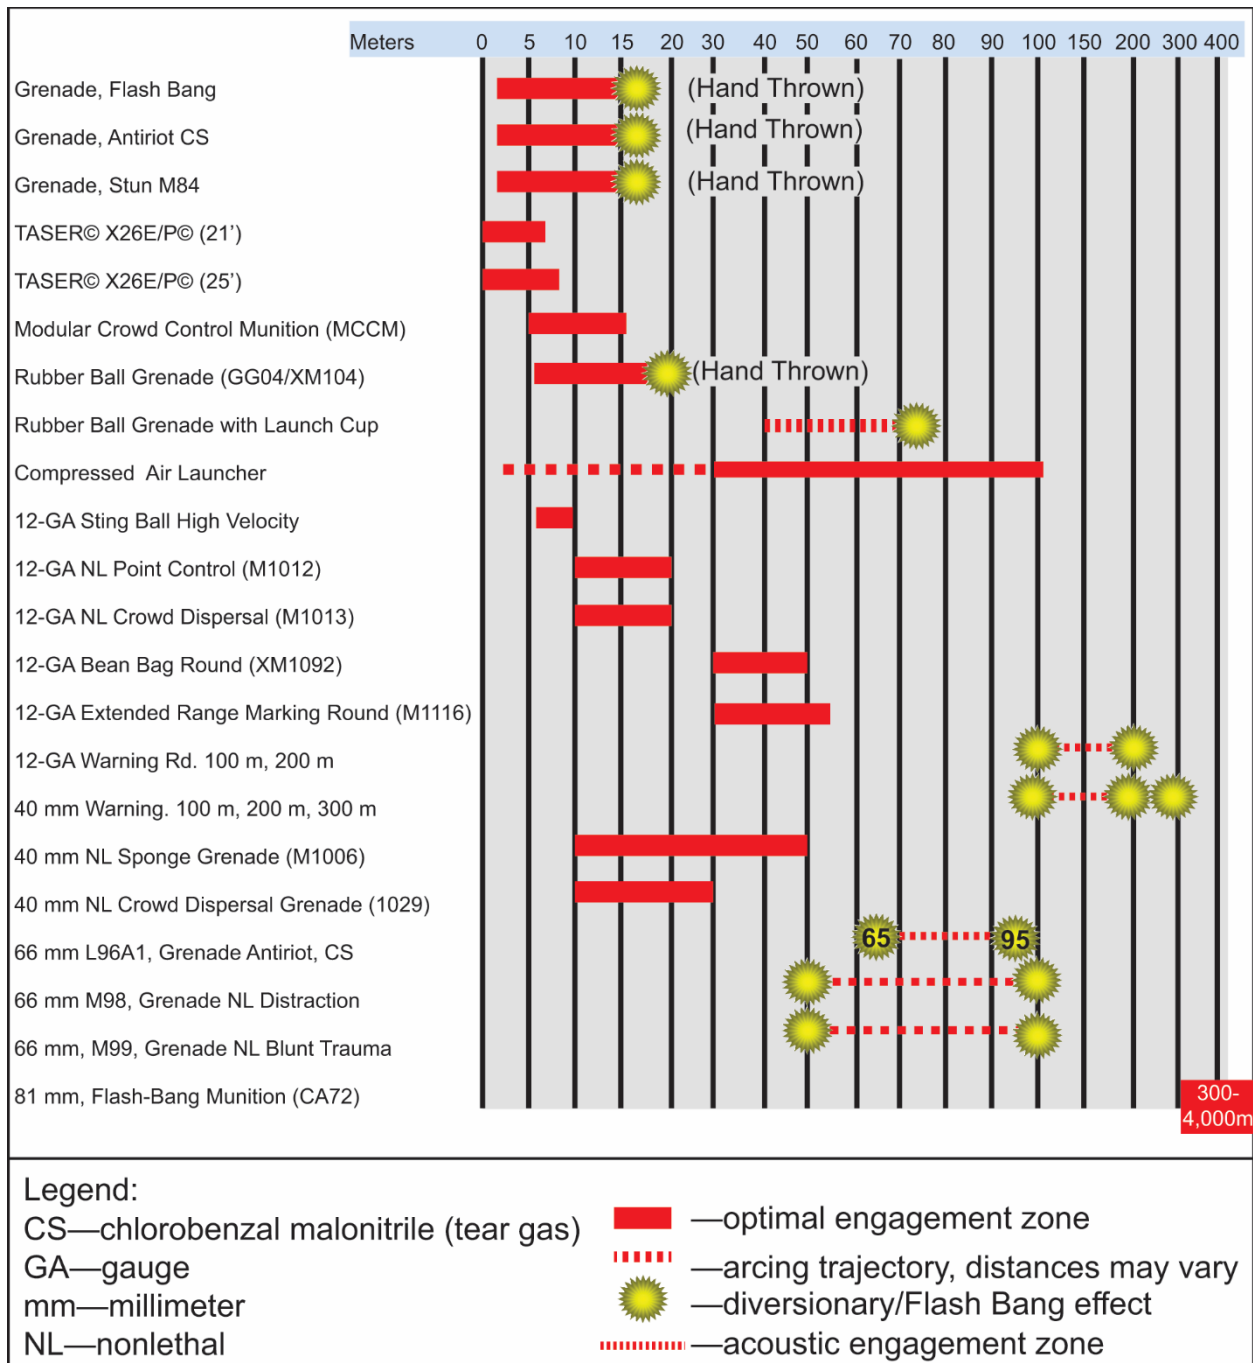 Meters 0 5 10 15 20 30 40 50 60 70 80 90 100 150 200 300 400
Grenade, Flash Bang (Hand Thrown)
Grenade, Antiriot CS (Hand Thrown)
Grenade, Stun M84 (Hand Thrown)
TASER© X26E/P© (21’)
TASER© X26E/P© (25’)
Modular Crowd Control Munition (MCCM)
Rubber Ball Grenade (GG04/XM104) (Hand Thrown)
Rubber Ball Grenade with Launch Cup
Compressed Air Launcher
12-GA Sting Ball High Velocity
12-GA NL Point Control (M1012)
12-GA NL Crowd Dispersal (M1013)
12-GA Bean Bag Round (XM1092)
12-GA Extended Range Marking Round (M1116)
12-GA Warning Rd. 100 m, 200 m
40 mm Warning. 100 m, 200 m, 300 m
40 mm NL Sponge Grenade (M1006)
40 mm NL Crowd Dispersal Grenade (1029)
66 mm L96A1, Grenade Antiriot, CS 65 95
66 mm M98, Grenade NL Distraction
66 mm, M99, Grenade NL Blunt Trauma
81 mm, Flash-Bang Munition (CA72)
300-
4,000m
Legend:
CS—chlorobenzal malonitrile (tear gas)
GA—gauge
mm—millimeter
NL—nonlethal
—optimal engagement zone
—arcing trajectory, distances may vary
—diversionary/Flash Bang effect
—acoustic engagement zone